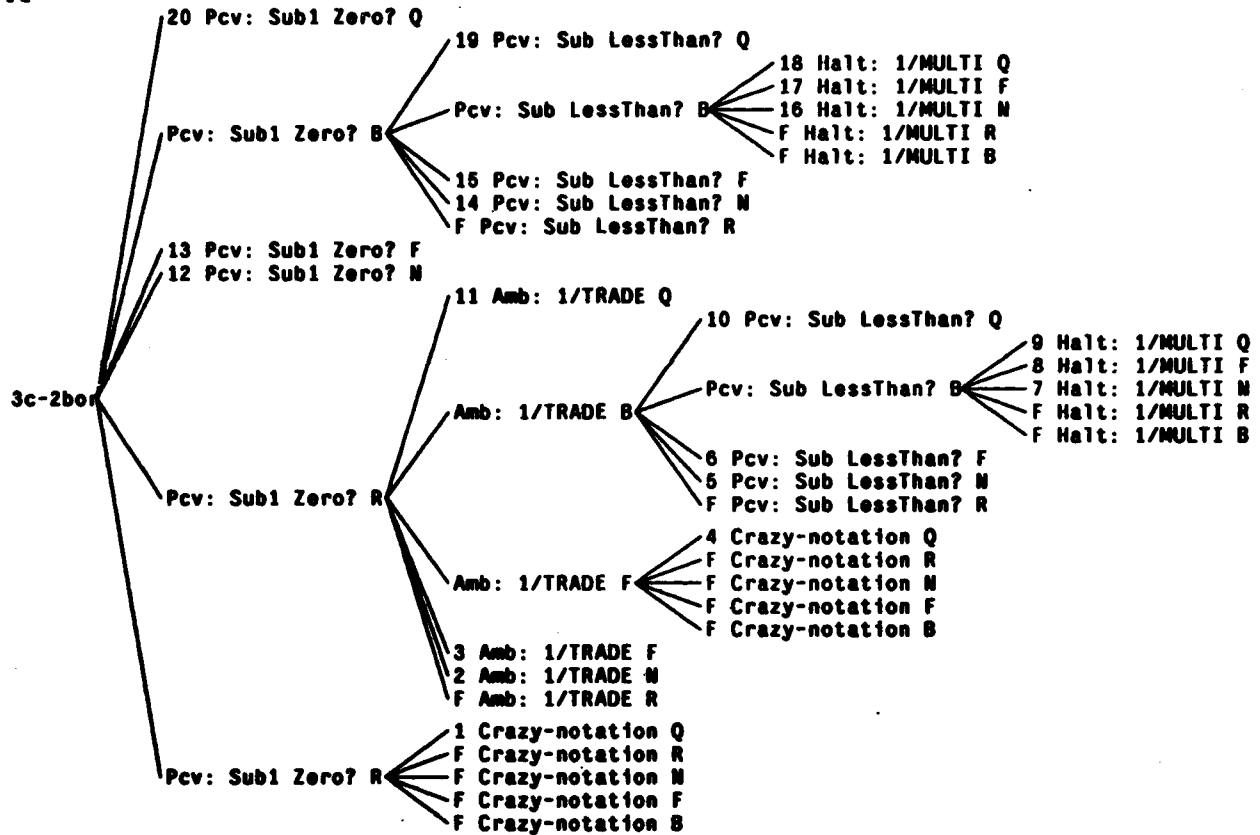 20 Pcv: Sub1 Zero? Q
19 Pcv: Sub LessThan? Q
18 Halt: 1/MULTI Q
17 Halt: 1/MULTI F
Pcv: Sub LessThan? B
16 Halt: 1/MULTI N
Pcv: Sub1 Zero? B
F Halt: 1/MULTI R
F Halt: 1/MULTI B
15 Pcv: Sub LessThan? F
14 Pcv: Sub LessThan? N
F Pcv: Sub LessThan? R
13 Pcv: Sub1 Zero? F
12 Pcv: Sub1 Zero? N
11 Amb: 1/TRADE Q
10 Pcv: Sub LessThan? Q
9 Halt: 1/MULTI Q
8 Halt: 1/MULTI F
3c-2bor
Pcv: Sub LessThan? B
7 Halt: 1/MULTI N
Amb: 1/TRADE B
F Halt: 1/MULTI R
F Halt: 1/MULTI B
6 Pcv: Sub LessThan? F
5 Pcv: Sub LessThan? N
Pcv: Sub1 Zero? R
F Pcv: Sub LessThan? R
4 Crazy-notation Q
F Crazy-notation R
Amb: 1/TRADE F
F Crazy-notation N
F Crazy-notation F
F Crazy-notation B
3 Amb: 1/TRADE F
2 Amb: 1/TRADE N
F Amb: 1/TRADE R
1 Crazy-notation Q
F Crazy-notation R
Pcv: Sub1 Zero? R
F Crazy-notation N
F Crazy-notation F
F Crazy-notation B